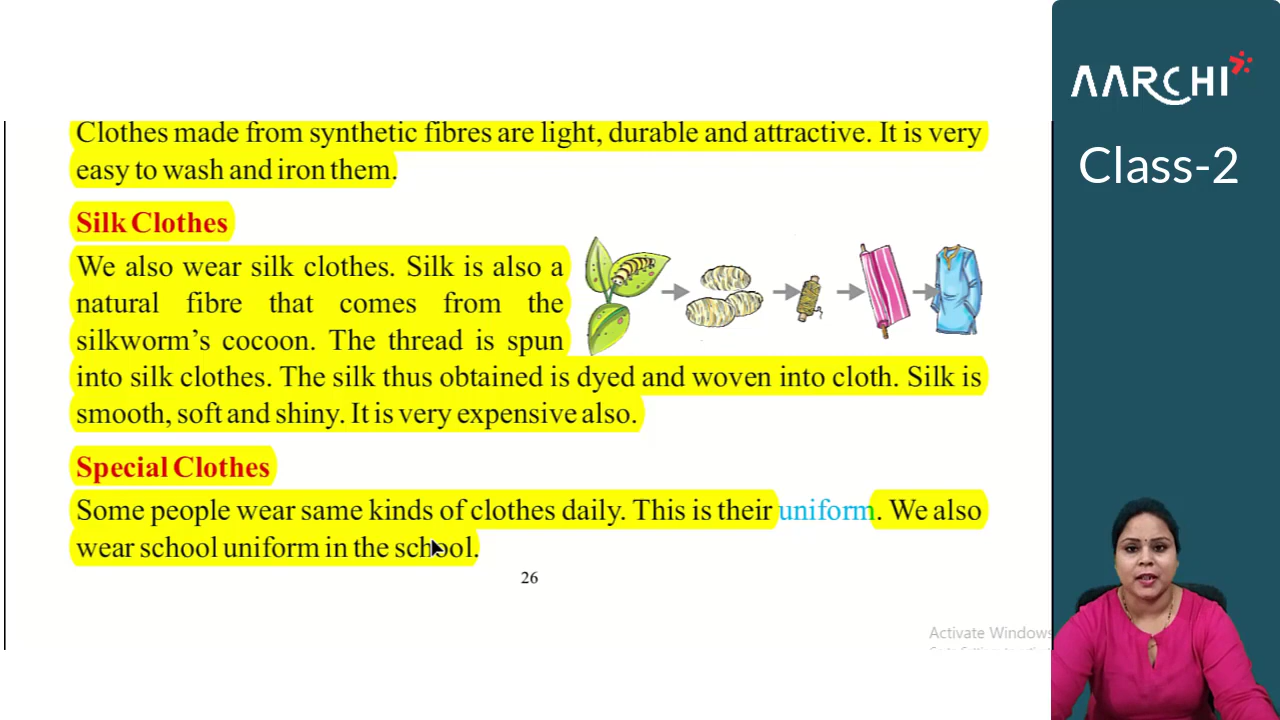 Clothes made from synthetic fibres are light, durable and attractive. It is very
easy to wash and iron them.
Silk Clothes
We also wear silk clothes. Silk is also a
natural fibre that comes from the
silkworm's cocoon. The thread is spun
into silk clothes. The silk thus obtained is dyed and woven into cloth. Silk is
smooth, soft and shiny. It is very expensive also.
Special Clothes
Some people wear same kinds of clothes daily. This is their uniform. We also
wear school uniform in the school.
26
Activate Windows
AARCHI
Class-2